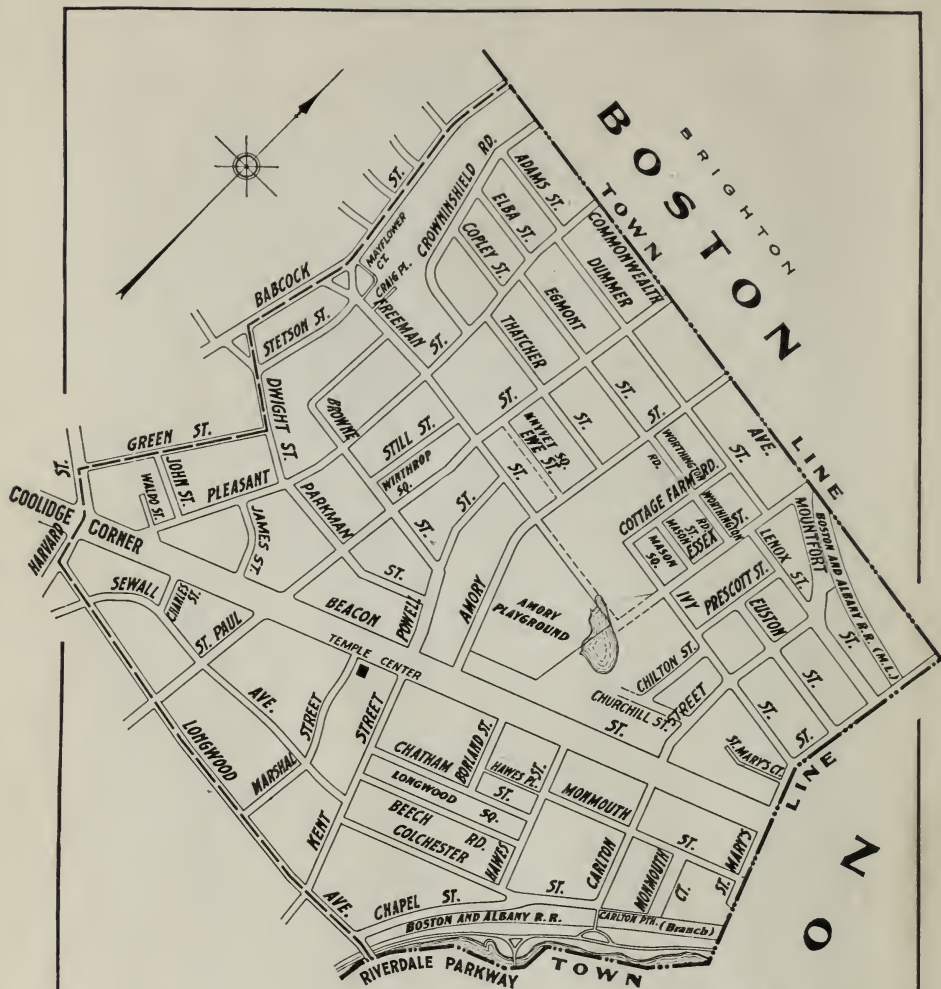 BOSTON
BRIGHTON
TOWN
LINE
BABCOCK ST.
MAYFLOWER CT.
CRAIG PL.
CROWNINSHIELD RD.
ADAMS ST.
ELBA ST.
COPLEY ST.
COMMONWEALTH AVE.
DUMMER ST.
EGMONT ST.
THATCHER ST.
FREEMAN ST.
STETSON ST.
DWIGHT ST.
BROWNE ST.
STILL ST.
WINTHROP SQ.
KNYVET SQ.
EWE ST.
WORTHINGTON RD.
COTTAGE FARM RD.
WORTHINGTON RD.
MASON ST.
MASON SQ.
ESSEX ST.
LENOX ST.
MOUNTFORT ST.
BOSTON AND ALBANY R.R. (M.L.)
GREEN ST.
JOHN ST.
WALDO ST.
PLEASANT ST.
PARKMAN ST.
JAMES ST.
COOLIDGE CORNER
HARVARD ST.
SEWALL AVE.
CHARLES ST.
ST. PAUL STREET
BEACON ST.
POWELL ST.
AMORY ST.
AMORY PLAYGROUND
IVY STREET
PRESCOTT ST.
EUSTON ST.
CHILTON ST.
CHURCHILL ST.
ST. MARY'S CT.
TEMPLE CENTER
LONGWOOD AVE.
MARSHAL STREET
KENT STREET
CHATHAM ST.
BORLAND ST.
HAWES PL.
LONGWOOD SQ.
BEECH RD.
COLCHESTER ST.
HAWES ST.
MONMOUTH ST.
CARLTON ST.
MONMOUTH CT.
ST. MARY'S ST.
CHAPEL ST.
BOSTON AND ALBANY R.R. (Branch)
CARLTON PTH.
RIVERDALE PARKWAY
TOWN
LINE
ON